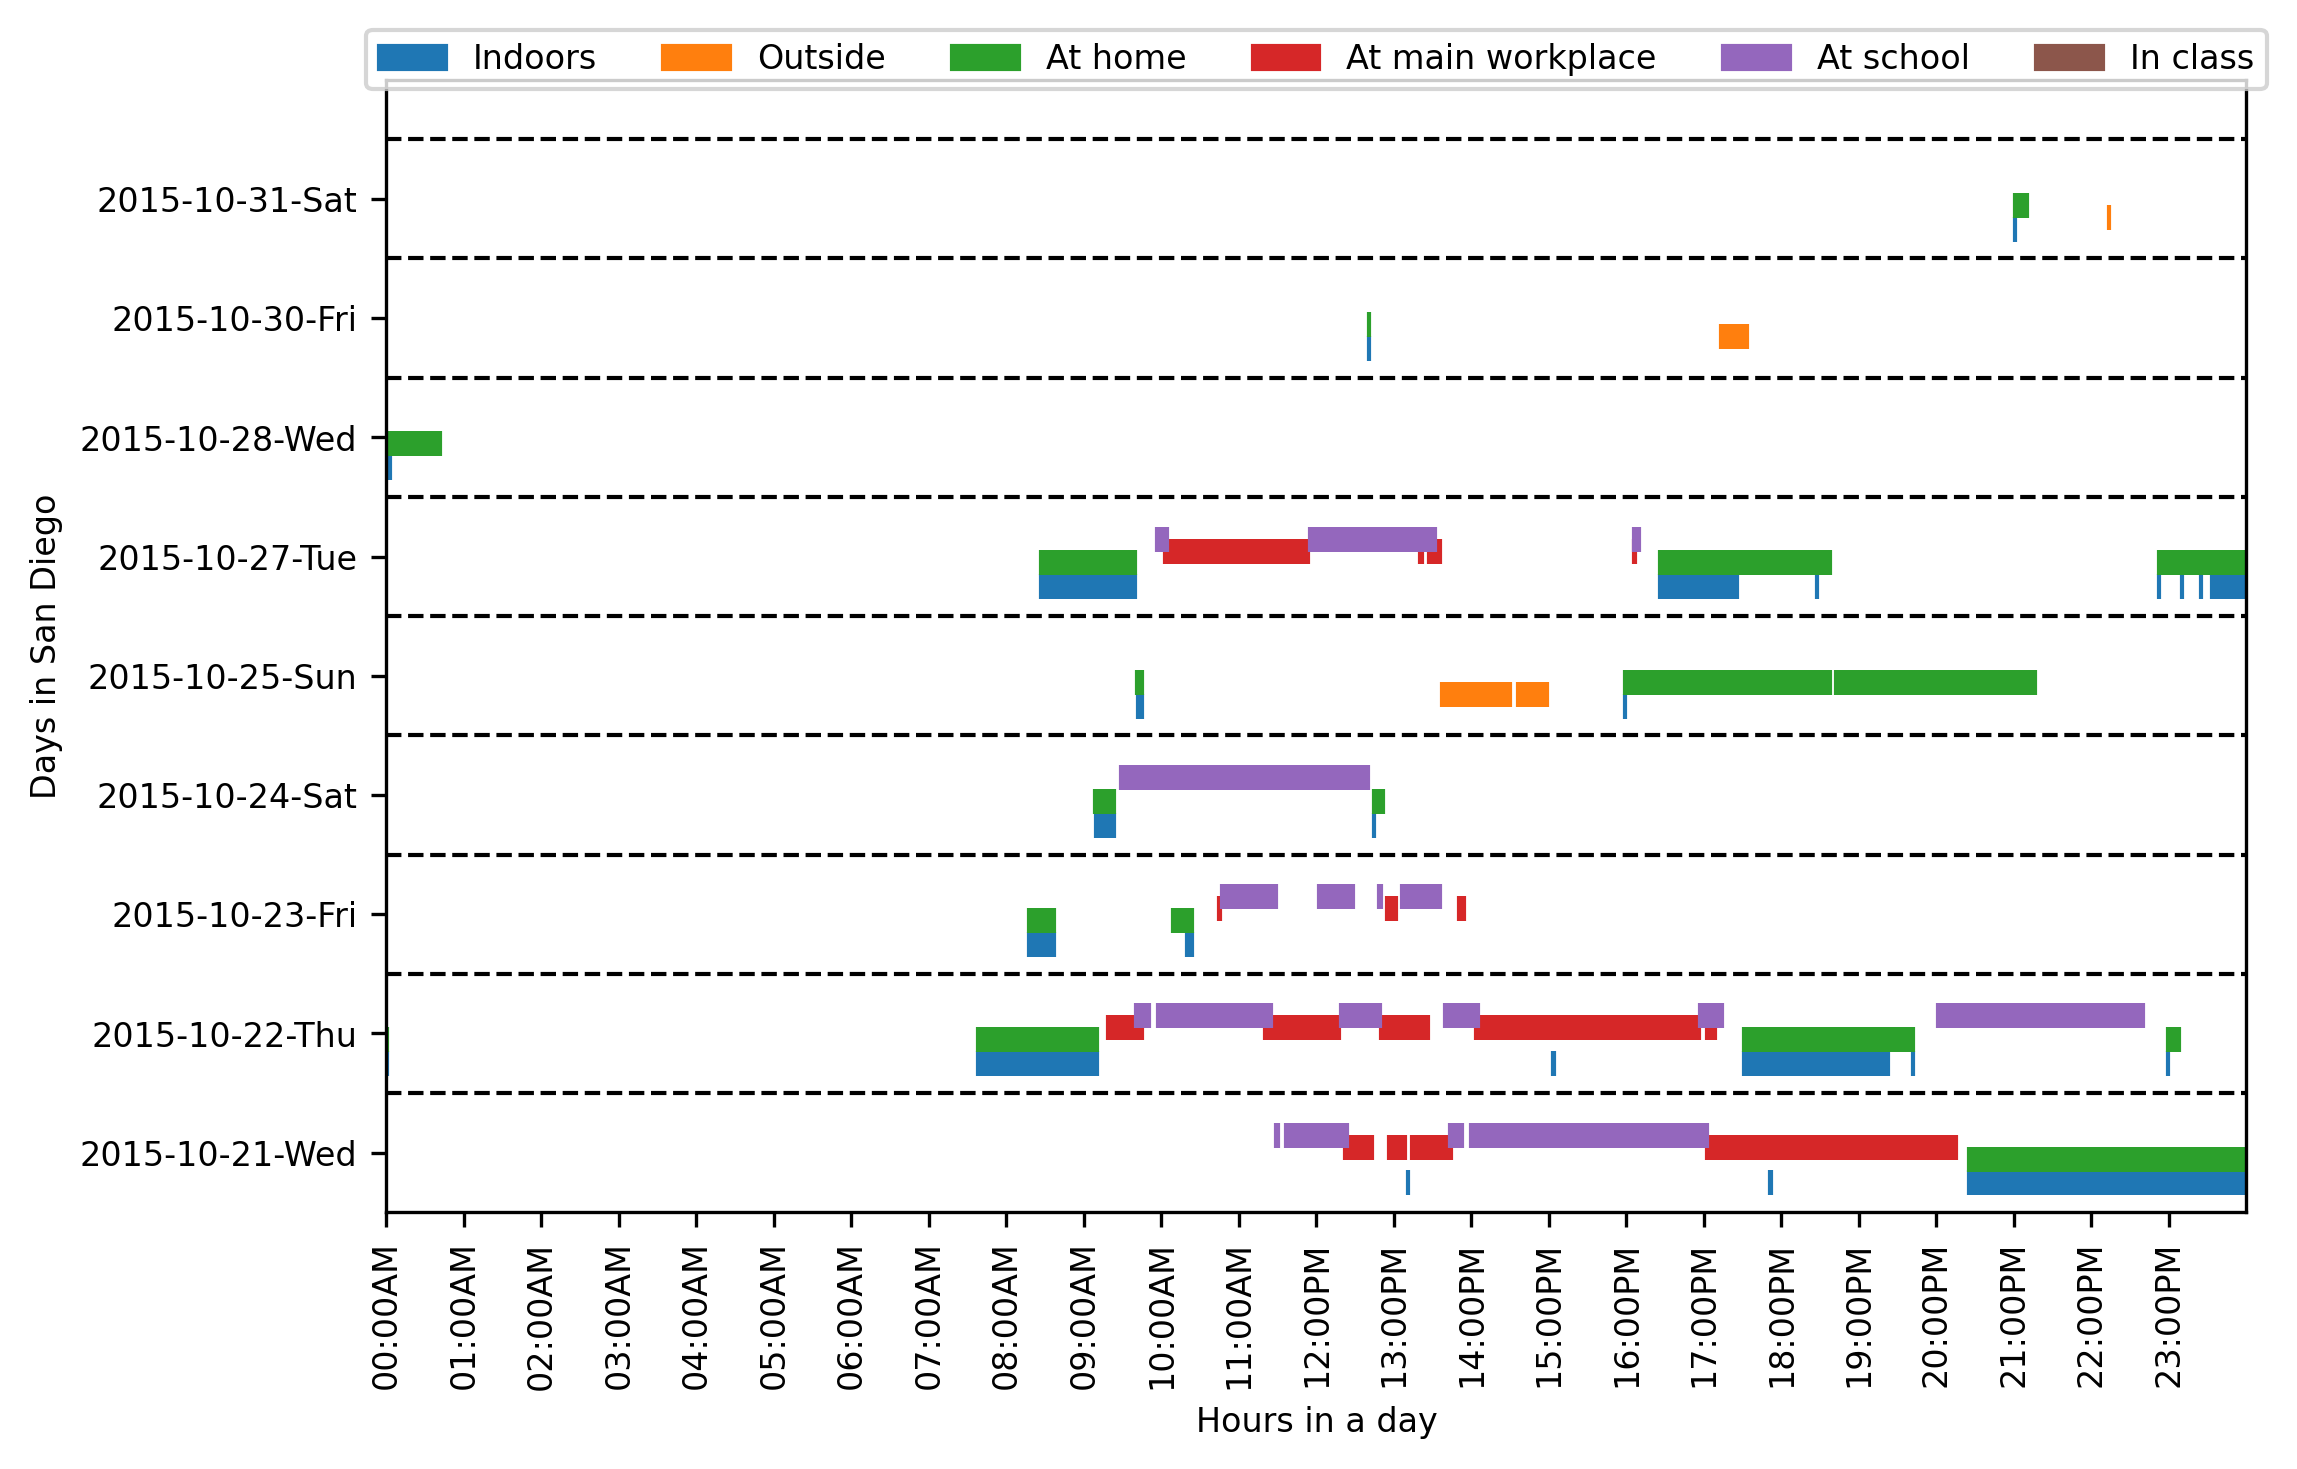 Indoors Outside At home At main workplace At school In class
2015-10-31-Sat
2015-10-30-Fri
2015-10-28-Wed
2015-10-27-Tue
2015-10-25-Sun
2015-10-24-Sat
2015-10-23-Fri
2015-10-22-Thu
2015-10-21-Wed
Days in San Diego
00:00AM 01:00AM 02:00AM 03:00AM 04:00AM 05:00AM 06:00AM 07:00AM 08:00AM 09:00AM 10:00AM 11:00AM 12:00PM 13:00PM 14:00PM 15:00PM 16:00PM 17:00PM 18:00PM 19:00PM 20:00PM 21:00PM 22:00PM 23:00PM
Hours in a day